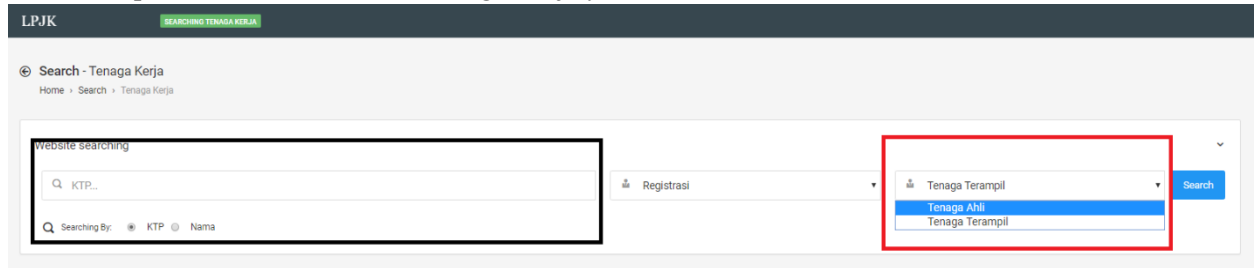 LPJK SEARCHING TENAGA KERJA
Search - Tenaga Kerja
Home › Search › Tenaga Kerja
Website searching
KTP... Registrasi Tenaga Terampil Search
Tenaga Ahli
Tenaga Terampil
Searching By: KTP Nama